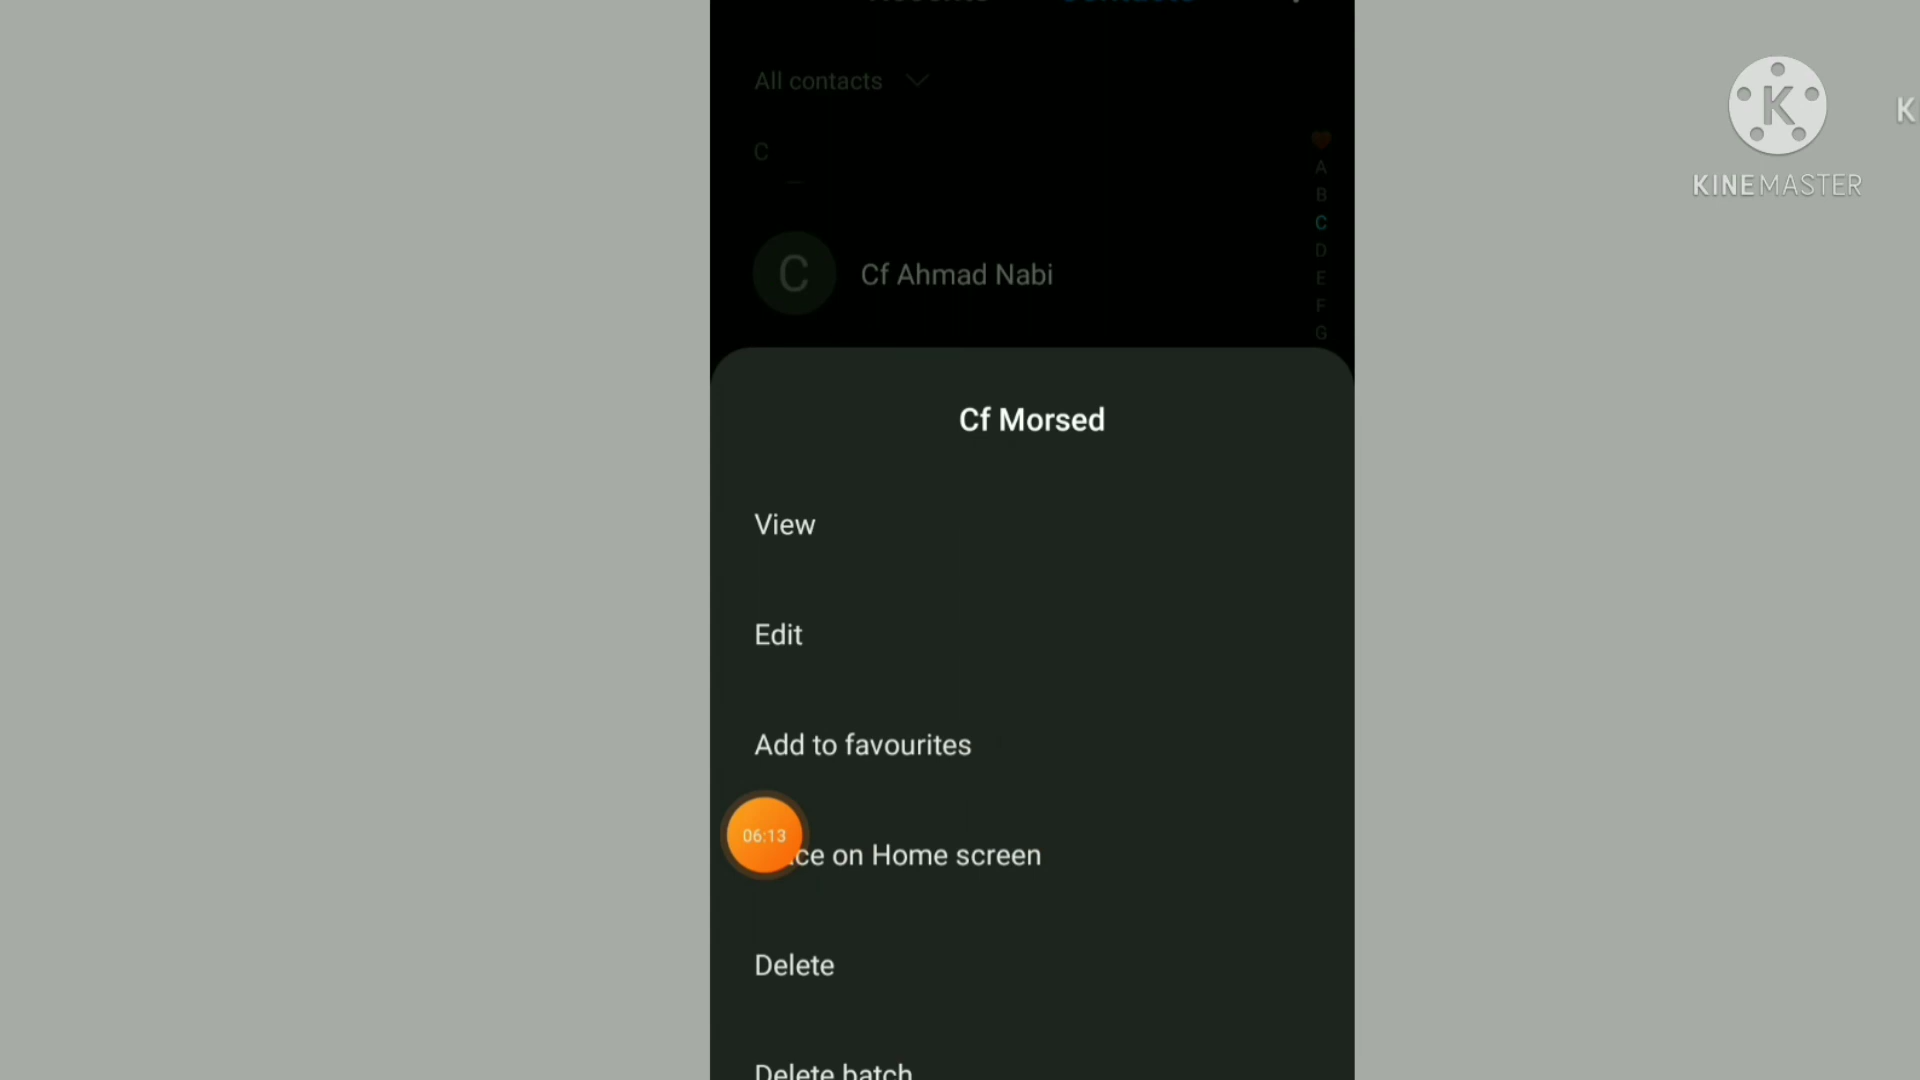 All contacts
C
A
B
C
D
E
F
G
C
Cf Ahmad Nabi
Cf Morsed
View
Edit
Add to favourites
06:13
on Home screen
Delete
Delete batch
K
KINEMASTER
K